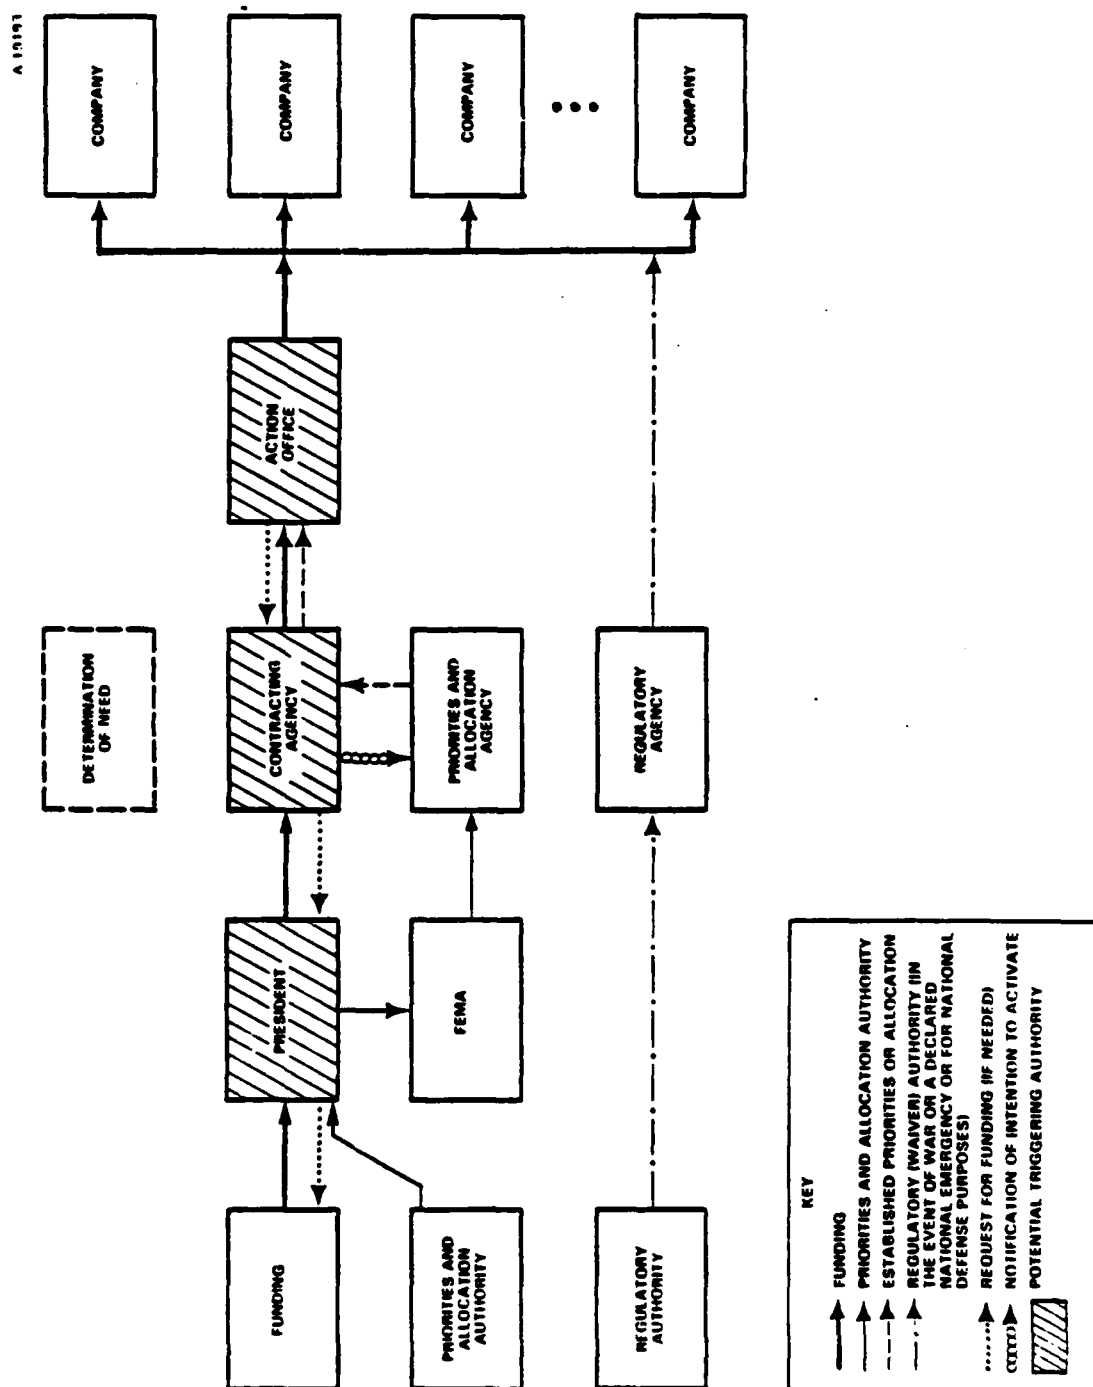 COMPANY
COMPANY
COMPANY
COMPANY
ACTION
OFFICE
DETERMINATION
OF NEED
CONTRACTING
AGENCY
PRIORITIES AND
ALLOCATION
AGENCY
REGULATORY
AGENCY
PRESIDENT
FEMA
FUNDING
PRIORITIES AND
ALLOCATION
AUTHORITY
REGULATORY
AUTHORITY
KEY
FUNDING
PRIORITIES AND ALLOCATION AUTHORITY
ESTABLISHED PRIORITIES OR ALLOCATION
REGULATORY (WAIVER) AUTHORITY (IN
THE EVENT OF WAR OR A DECLARED
NATIONAL EMERGENCY OR FOR NATIONAL
DEFENSE PURPOSES)
REQUEST FOR FUNDING (IF NEEDED)
NOTIFICATION OF INTENTION TO ACTIVATE
POTENTIAL TRIGGERING AUTHORITY